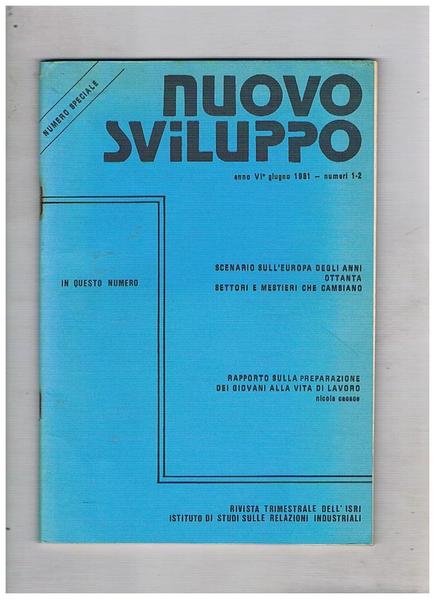 NUMERO SPECIALE
NUOVO
SVILUPPO
anno VI° giugno 1981 – numeri 1-2
IN QUESTO NUMERO
SCENARIO SULL'EUROPA DEGLI ANNI
OTTANTA
SETTORI E MESTIERI CHE CAMBIANO
RAPPORTO SULLA PREPARAZIONE
DEI GIOVANI ALLA VITA DI LAVORO
nicola cacace
RIVISTA TRIMESTRALE DELL'ISRI
ISTITUTO DI STUDI SULLE RELAZIONI INDUSTRIALI